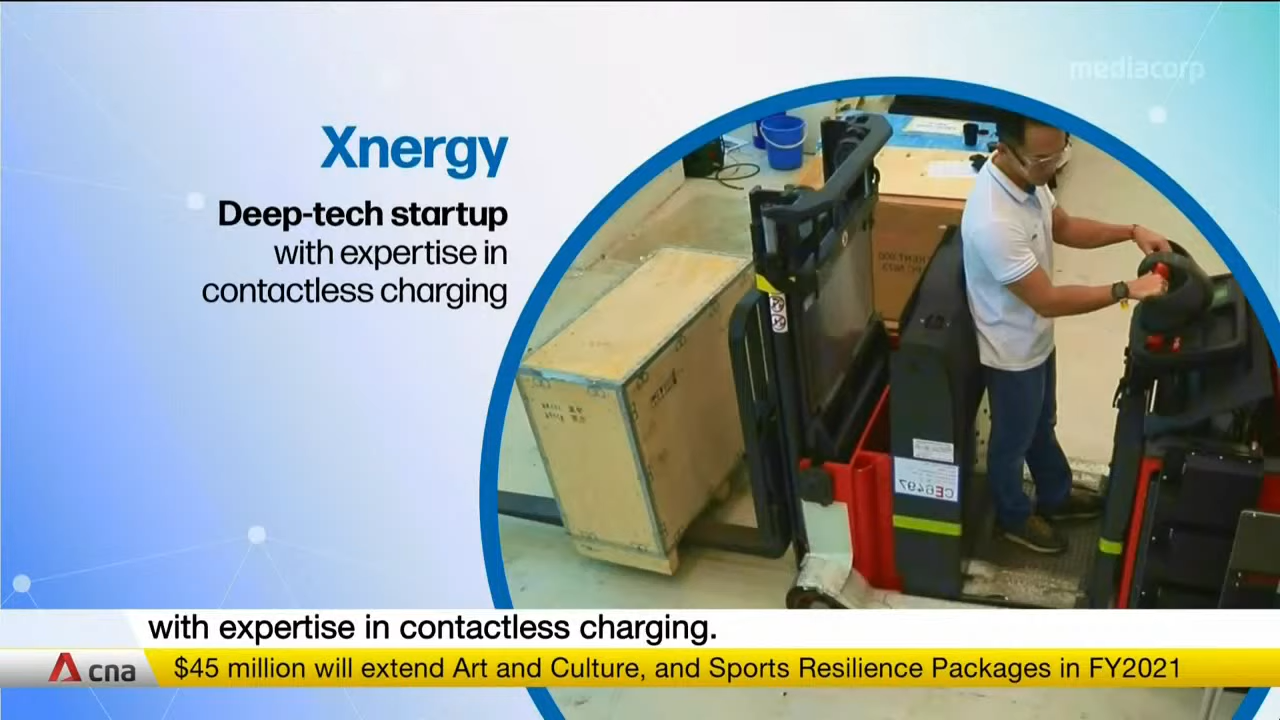 mediacorp
Xnergy
Deep-tech startup
with expertise in
contactless charging
with expertise in contactless charging.
cna
$45 million will extend Art and Culture, and Sports Resilience Packages in FY2021